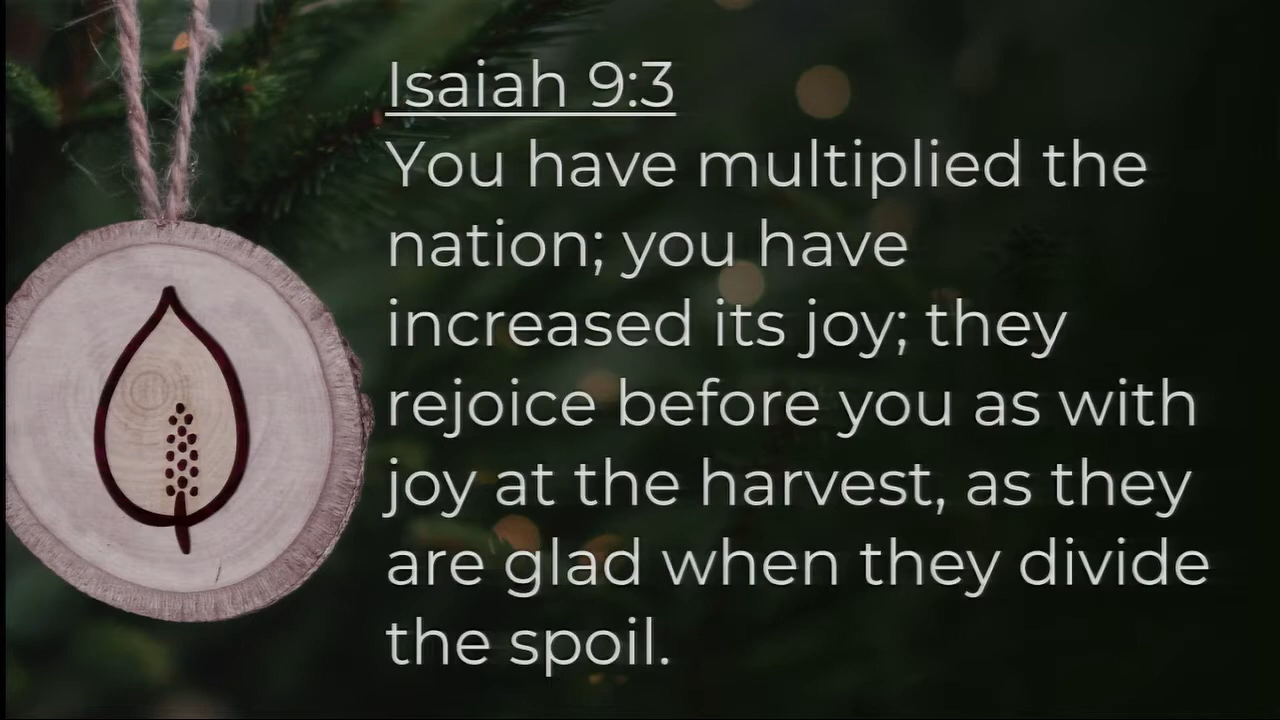 Isaiah 9:3
You have multiplied the
nation; you have
increased its joy; they
rejoice before you as with
joy at the harvest, as they
are glad when they divide
the spoil.